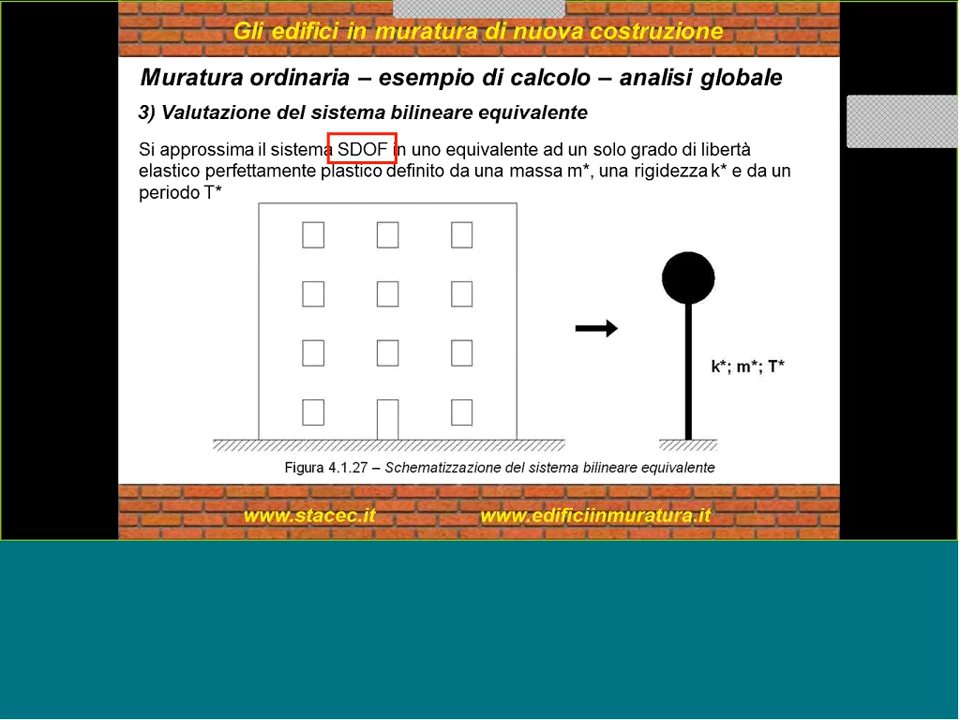 Gli edifici in muratura di nuova costruzione
Muratura ordinaria – esempio di calcolo – analisi globale
3) Valutazione del sistema bilineare equivalente
Si approssima il sistema SDOF in uno equivalente ad un solo grado di libertà
elastico perfettamente plastico definito da una massa m*, una rigidezza k* e da un
periodo T*
k*; m*; T*
Figura 4.1.27 – Schematizzazione del sistema bilineare equivalente
www.stacec.it www.edificiinmuratura.it